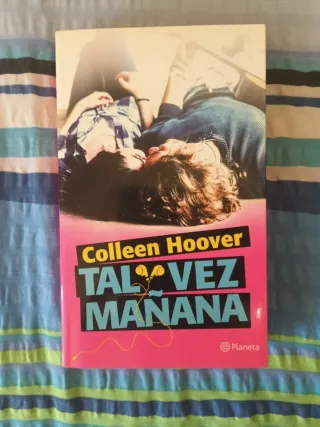 Colleen Hoover
TAL VEZ
MAÑANA
Planeta